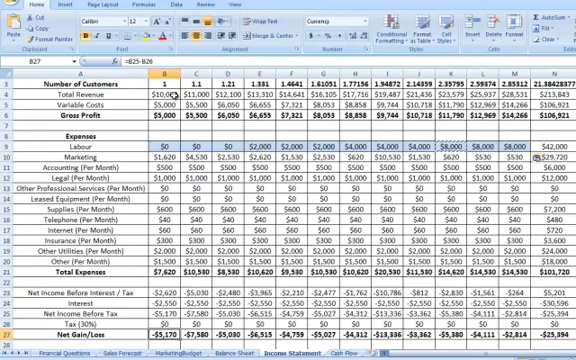 Home Insert Page Layout Formulas Data Review View
Cut Calibri 12 Wrap Text Currency AutoSum
Copy Fill
Paste Format Painter Merge & Center Conditional Formatting Format as Table Cell Styles Insert Delete Format Clear
Clipboard Font Alignment Number Styles Cells
B27 =B25-B26
A B C D E F G H I J K L M N
3 Number of Customers 1 1.1 1.21 1.331 1.4641 1.61051 1.77156 1.94872 2.14359 2.35795 2.59374 2.85312 21.38428377
4 Total Revenue $11,000 $12,100 $13,310 $14,641 $16,105 $17,716 $19,487 $21,436 $23,579 $25,937 $28,531 $213,843
5 Variable Costs $5,000 $5,500 $6,050 $6,655 $7,321 $8,053 $8,858 $9,744 $10,718 $11,790 $12,969 $14,266 $106,921
6 Gross Profit $5,000 $5,500 $6,050 $6,655 $7,321 $8,053 $8,858 $9,744 $10,718 $11,790 $12,969 $14,266 $106,921
7
8 Expenses
9 Labour $0 $0 $0 $2,000 $2,000 $2,000 $4,000 $4,000 $4,000 $8,000 $8,000 $8,000 $42,000
10 Marketing $1,620 $4,530 $2,530 $2,620 $1,530 $2,530 $620 $10,530 $1,530 $620 $530 $530 $29,720
11 Accounting (Per Month) $500 $500 $500 $500 $500 $500 $500 $500 $500 $500 $500 $500 $6,000
12 Legal (Per Month) $1,000 $1,000 $1,000 $1,000 $1,000 $1,000 $1,000 $1,000 $1,000 $1,000 $1,000 $1,000 $12,000
13 Other Professional Services (Per Month) $0 $0 $0 $0 $0 $0 $0 $0 $0 $0 $0 $0 $0
14 Leased Equipment (Per Month) $0 $0 $0 $0 $0 $0 $0 $0 $0 $0 $0 $0 $0
15 Supplies (Per Month) $600 $600 $600 $600 $600 $600 $600 $600 $600 $600 $600 $600 $7,200
16 Telephone (Per Month) $40 $40 $40 $40 $40 $40 $40 $40 $40 $40 $40 $40 $480
17 Internet (Per Month) $60 $60 $60 $60 $60 $60 $60 $60 $60 $60 $60 $60 $720
18 Insurance (Per Month) $300 $300 $300 $300 $300 $300 $300 $300 $300 $300 $300 $300 $3,600
19 Other Utilities (Per Month) $2,000 $2,000 $2,000 $2,000 $2,000 $2,000 $2,000 $2,000 $2,000 $2,000 $2,000 $2,000 $24,000
20 Other (Per Month) $1,500 $1,500 $1,500 $1,500 $1,500 $1,500 $1,500 $1,500 $1,500 $1,500 $1,500 $1,500 $18,000
21 Total Expenses $7,620 $10,530 $8,530 $10,620 $9,530 $10,530 $10,620 $20,530 $11,530 $14,620 $14,530 $14,530 $101,720
22
23 Net Income Before Interest / Tax -$2,620 -$5,030 -$2,480 -$3,965 -$2,209 -$2,477 -$1,762 -$10,786 -$812 -$2,830 -$1,561 -$264 $5,201
24 Interest -$2,550 -$2,550 -$2,550 -$2,550 -$2,550 -$2,550 -$2,550 -$2,550 -$2,550 -$2,550 -$2,550 -$2,550
25 Net Income Before Tax -$5,170 -$7,580 -$5,030 -$6,515 -$4,759 -$5,027 -$4,312 -$13,336 -$3,362 -$5,380 -$4,111 -$2,814 -$25,394
26 Tax (30%) $0 $0 $0 $0 $0 $0 $0 $0 $0 $0 $0 $0 $0
27 Net Gain/Loss -$5,170 -$7,580 -$5,030 -$6,515 -$4,759 -$5,027 -$4,312 -$13,336 -$3,362 -$5,380 -$4,111 -$2,814 -$25,394
Financial Questions Sales Forecast MarketingBudget Balance Sheet Income Statement Cash Flow